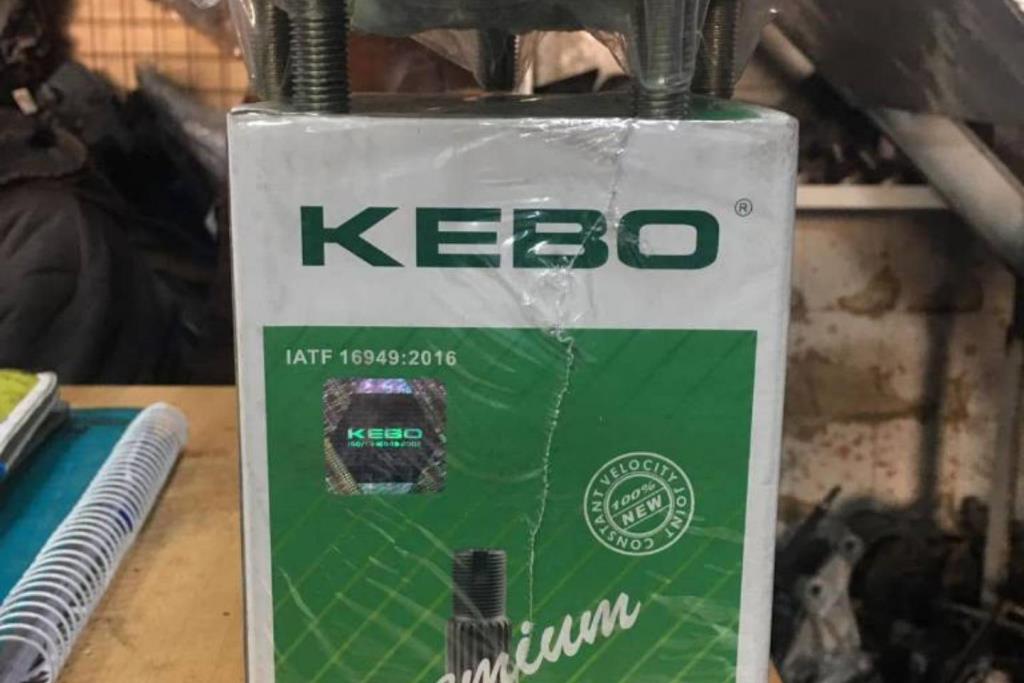 KEBO®
IATF 16949:2016
KEBO
CONSTANT VELOCITY JOINT
100%
NEW